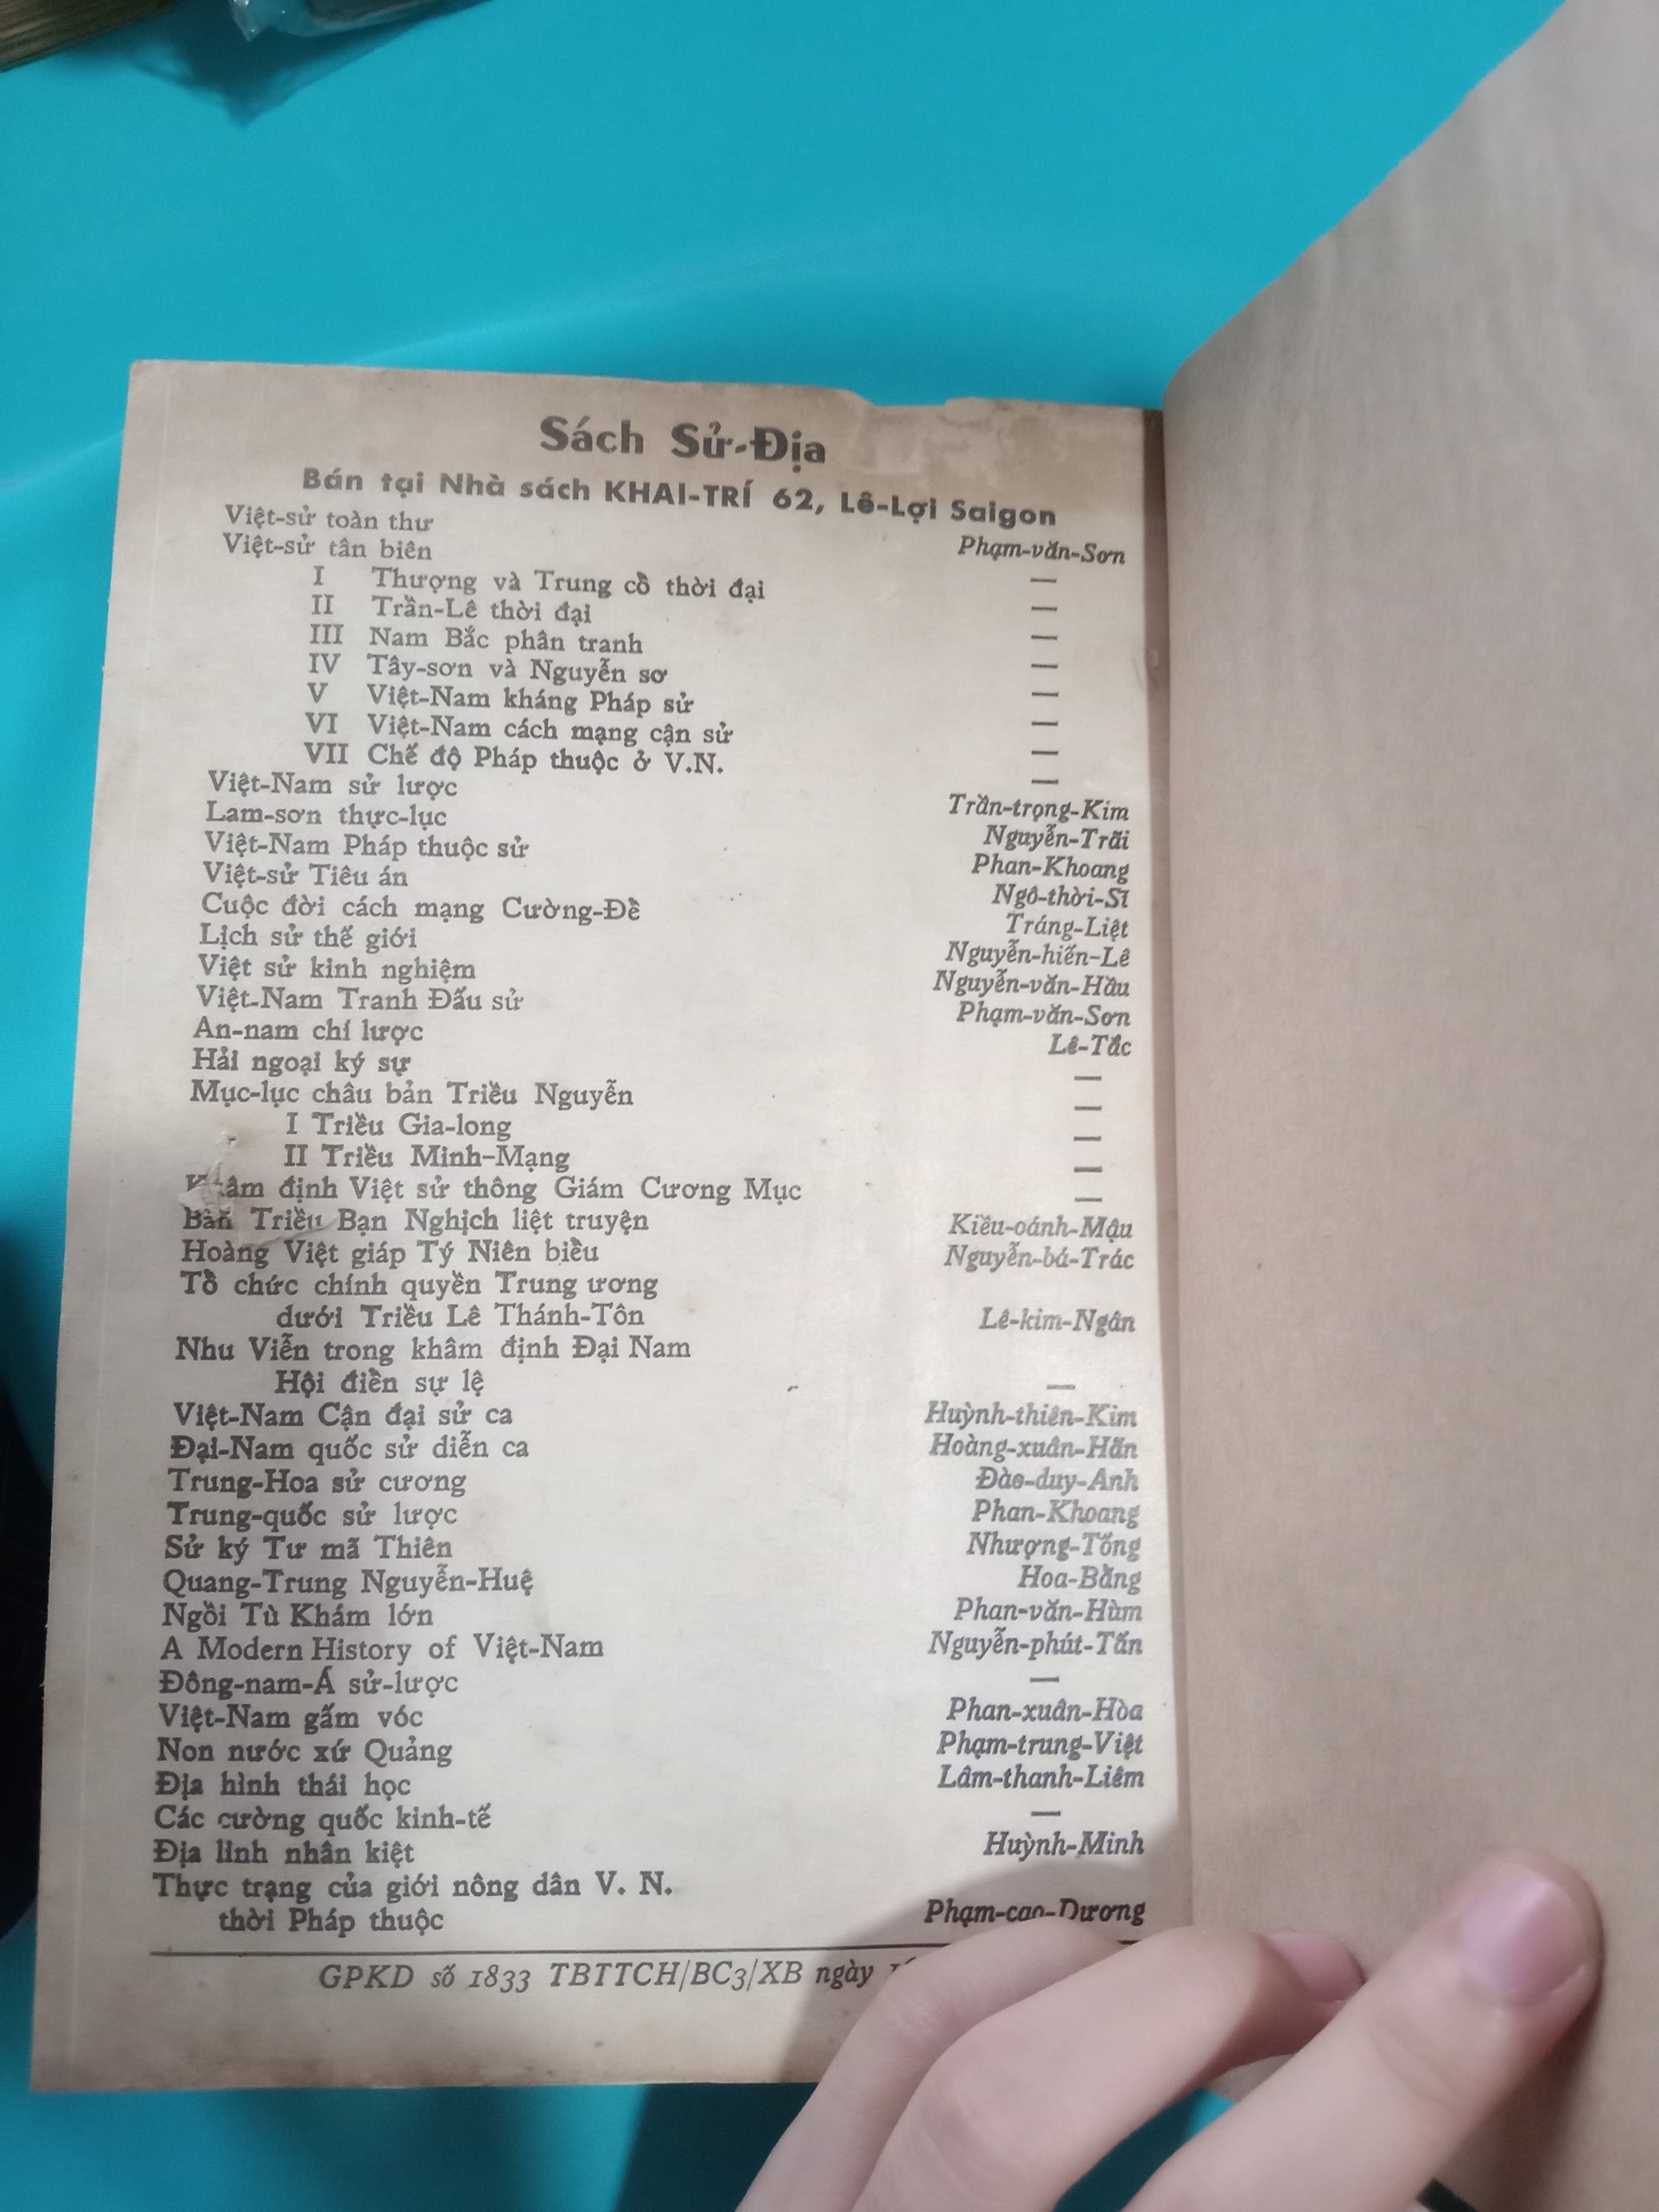 Sách Sử-Địa
Bán tại Nhà sách KHAI-TRÍ 62, Lê-Lợi Saigon
Việt-sử toàn thư Phạm-văn-Sơn
Việt-sử tân biên —
I Thượng và Trung cổ thời đại —
II Trần-Lê thời đại —
III Nam Bắc phân tranh —
IV Tây-sơn và Nguyễn sơ —
V Việt-Nam kháng Pháp sử —
VI Việt-Nam cách mạng cận sử —
VII Chế độ Pháp thuộc ở V.N. —
Việt-Nam sử lược Trần-trọng-Kim
Lam-sơn thực-lục Nguyễn-Trãi
Việt-Nam Pháp thuộc sử Phan-Khoang
Việt-sử Tiêu án Ngô-thời-Sĩ
Cuộc đời cách mạng Cường-Để Tráng-Liệt
Lịch sử thế giới Nguyễn-hiến-Lê
Việt sử kinh nghiệm Nguyễn-văn-Hầu
Việt-Nam Tranh Đấu sử Phạm-văn-Sơn
An-nam chí lược Lê-Tắc
Hải ngoại ký sự —
Mục-lục châu bản Triều Nguyễn —
I Triều Gia-long —
II Triều Minh-Mạng —
định Việt sử thông Giám Cương Mục —
Bản Triều Bạn Nghịch liệt truyện Kiều-oánh-Mậu
Hoàng Việt giáp Tý Niên biểu Nguyễn-bá-Trác
Tổ chức chính quyền Trung ương
dưới Triều Lê Thánh-Tôn Lê-kim-Ngân
Nhu Viễn trong khâm định Đại Nam
Hội điển sự lệ —
Việt-Nam Cận đại sử ca Huỳnh-thiên-Kim
Đại-Nam quốc sử diễn ca Hoàng-xuân-Hãn
Trung-Hoa sử cương Đào-duy-Anh
Trung-quốc sử lược Phan-Khoang
Sử ký Tư mã Thiên Nhượng-Tống
Quang-Trung Nguyễn-Huệ Hoa-Bằng
Ngồi Tù Khám lớn Phan-văn-Hùm
A Modern History of Việt-Nam Nguyễn-phút-Tấn
Đông-nam-Á sử-lược —
Việt-Nam gấm vóc Phan-xuân-Hòa
Non nước xứ Quảng Phạm-trung-Việt
Địa hình thái học Lâm-thanh-Liêm
Các cường quốc kinh-tế —
Địa linh nhân kiệt Huỳnh-Minh
Thực trạng của giới nông dân V. N.
thời Pháp thuộc Phạm-cao-Dương
GPKD số 1833 TBTTCH/BC3/XB ngày